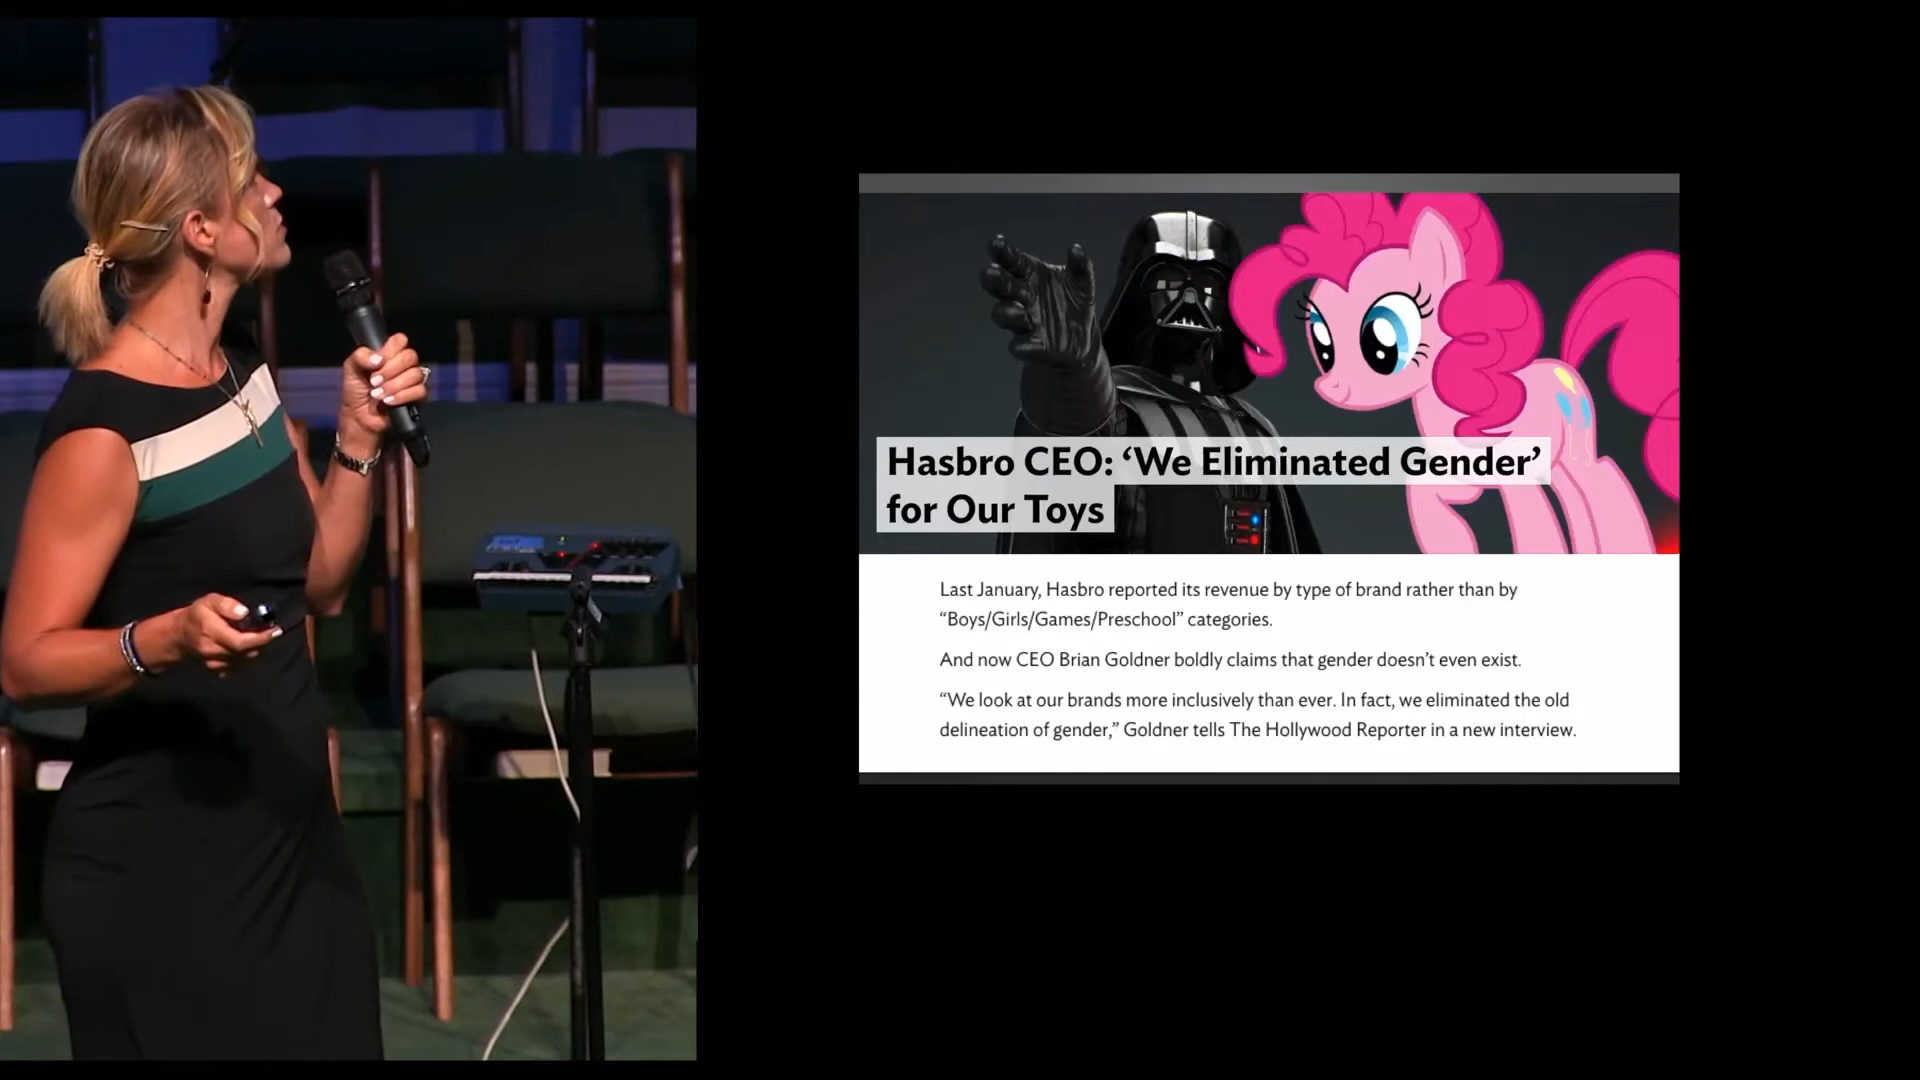 Hasbro CEO: ‘We Eliminated Gender’
for Our Toys
Last January, Hasbro reported its revenue by type of brand rather than by
“Boys/Girls/Games/Preschool” categories.
And now CEO Brian Goldner boldly claims that gender doesn’t even exist.
“We look at our brands more inclusively than ever. In fact, we eliminated the old
delineation of gender,” Goldner tells The Hollywood Reporter in a new interview.